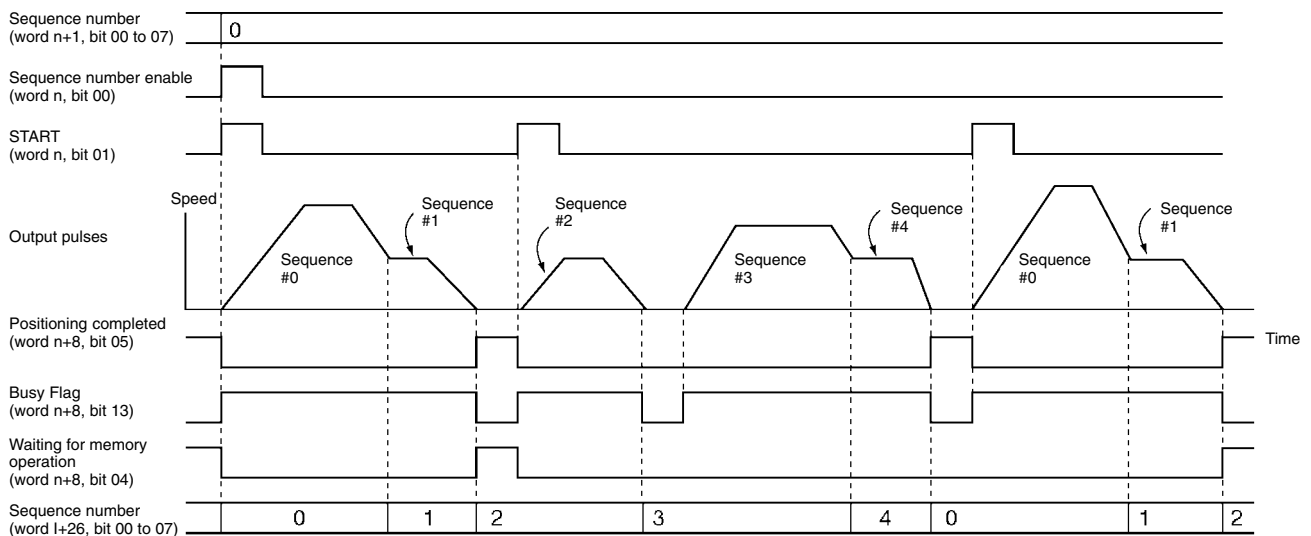 Sequence number
(word n+1, bit 00 to 07)
0
Sequence number enable
(word n, bit 00)
START
(word n, bit 01)
Speed
Output pulses
Sequence
#0
Sequence
#1
Sequence
#2
Sequence
#3
Sequence
#4
Sequence
#0
Sequence
#1
Positioning completed
(word n+8, bit 05)
Time
Busy Flag
(word n+8, bit 13)
Waiting for memory
operation
(word n+8, bit 04)
Sequence number
(word I+26, bit 00 to 07)
0 1 2 3 4 0 1 2